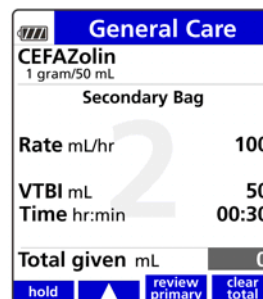 General Care
CEFAZolin
1 gram/50 mL
Secondary Bag
2
Rate mL/hr 100
VTBI mL 50
Time hr:min 00:30
Total given mL 0
hold review primary clear total